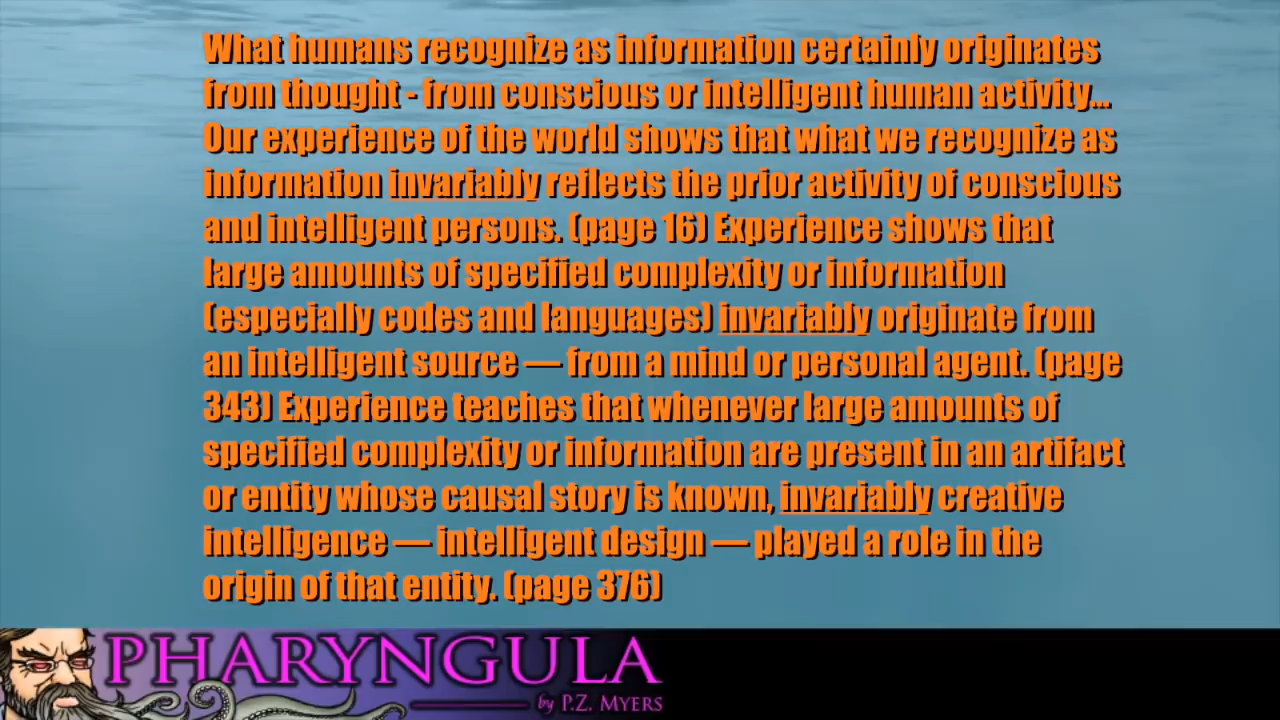 What humans recognize as information certainly originates
from thought - from conscious or intelligent human activity...
Our experience of the world shows that what we recognize as
information invariably reflects the prior activity of conscious
and intelligent persons. (page 16) Experience shows that
large amounts of specified complexity or information
(especially codes and languages) invariably originate from
an intelligent source — from a mind or personal agent. (page
343) Experience teaches that whenever large amounts of
specified complexity or information are present in an artifact
or entity whose causal story is known, invariably creative
intelligence — intelligent design — played a role in the
origin of that entity. (page 376)
PHARYNGULA
by P.Z. MYERS